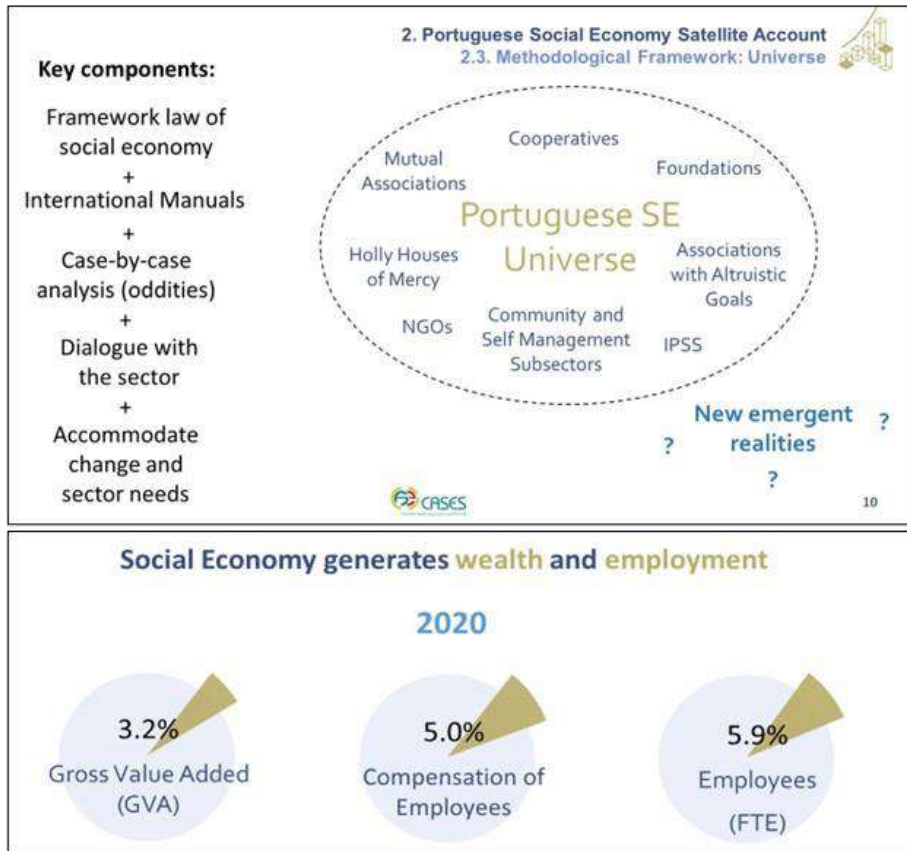 2. Portuguese Social Economy Satellite Account
2.3. Methodological Framework: Universe
Key components:
Framework law of
social economy
+
International Manuals
+
Case-by-case
analysis (oddities)
+
Dialogue with
the sector
+
Accommodate
change and
sector needs
Cooperatives
Mutual
Associations
Foundations
Portuguese SE
Universe
Holly Houses
of Mercy
Associations
with Altruistic
Goals
NGOs
Community and
Self Management
Subsectors
IPSS
New emergent
realities
?
?
?
CASES
10
Social Economy generates wealth and employment
2020
3.2%
Gross Value Added
(GVA)
5.0%
Compensation of
Employees
5.9%
Employees
(FTE)